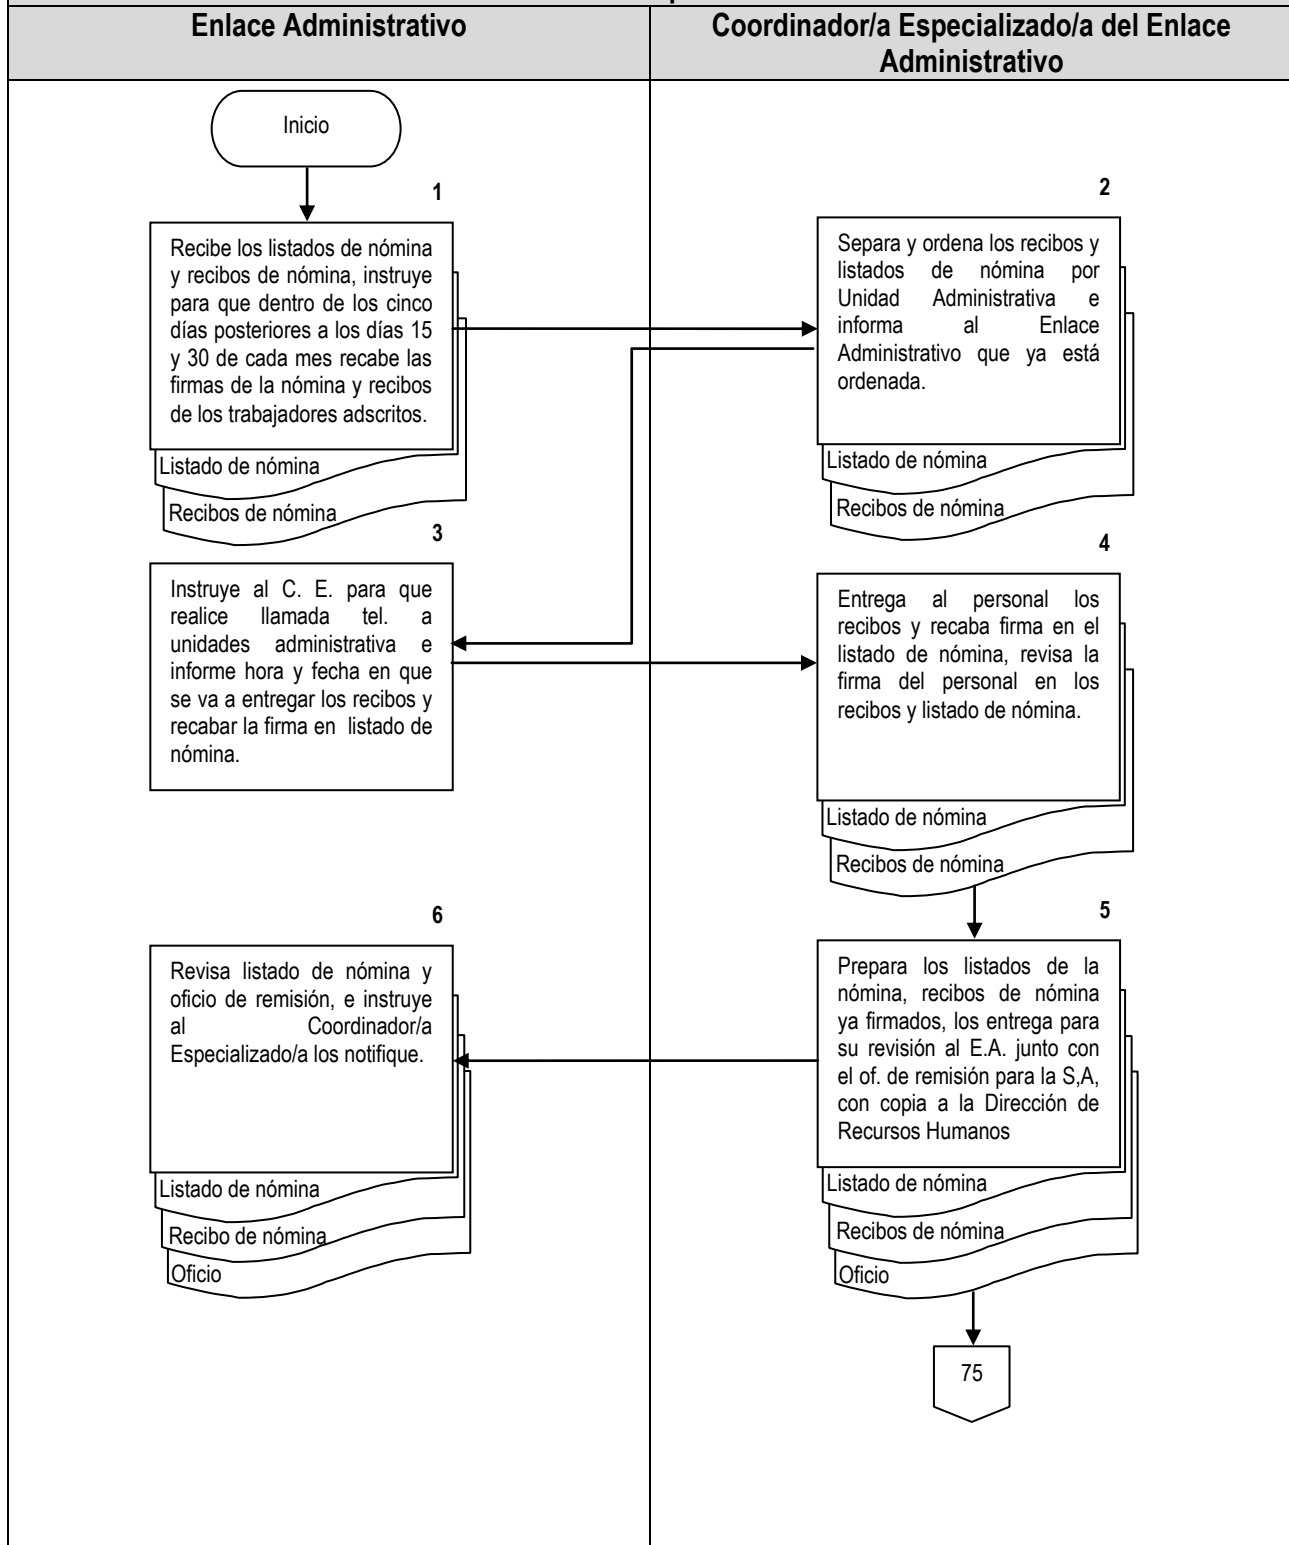 Enlace Administrativo
Coordinador/a Especializado/a del Enlace
Administrativo
Inicio
1
Recibe los listados de nómina
y recibos de nómina, instruye
para que dentro de los cinco
días posteriores a los días 15
y 30 de cada mes recabe las
firmas de la nómina y recibos
de los trabajadores adscritos.
Listado de nómina
Recibos de nómina
2
Separa y ordena los recibos y
listados de nómina por
Unidad Administrativa e
informa al Enlace
Administrativo que ya está
ordenada.
Listado de nómina
Recibos de nómina
3
Instruye al C. E. para que
realice llamada tel. a
unidades administrativa e
informe hora y fecha en que
se va a entregar los recibos y
recabar la firma en listado de
nómina.
4
Entrega al personal los
recibos y recaba firma en el
listado de nómina, revisa la
firma del personal en los
recibos y listado de nómina.
Listado de nómina
Recibos de nómina
5
Prepara los listados de la
nómina, recibos de nómina
ya firmados, los entrega para
su revisión al E.A. junto con
el of. de remisión para la S,A,
con copia a la Dirección de
Recursos Humanos
Listado de nómina
Recibos de nómina
Oficio
6
Revisa listado de nómina y
oficio de remisión, e instruye
al Coordinador/a
Especializado/a los notifique.
Listado de nómina
Recibo de nómina
Oficio
75